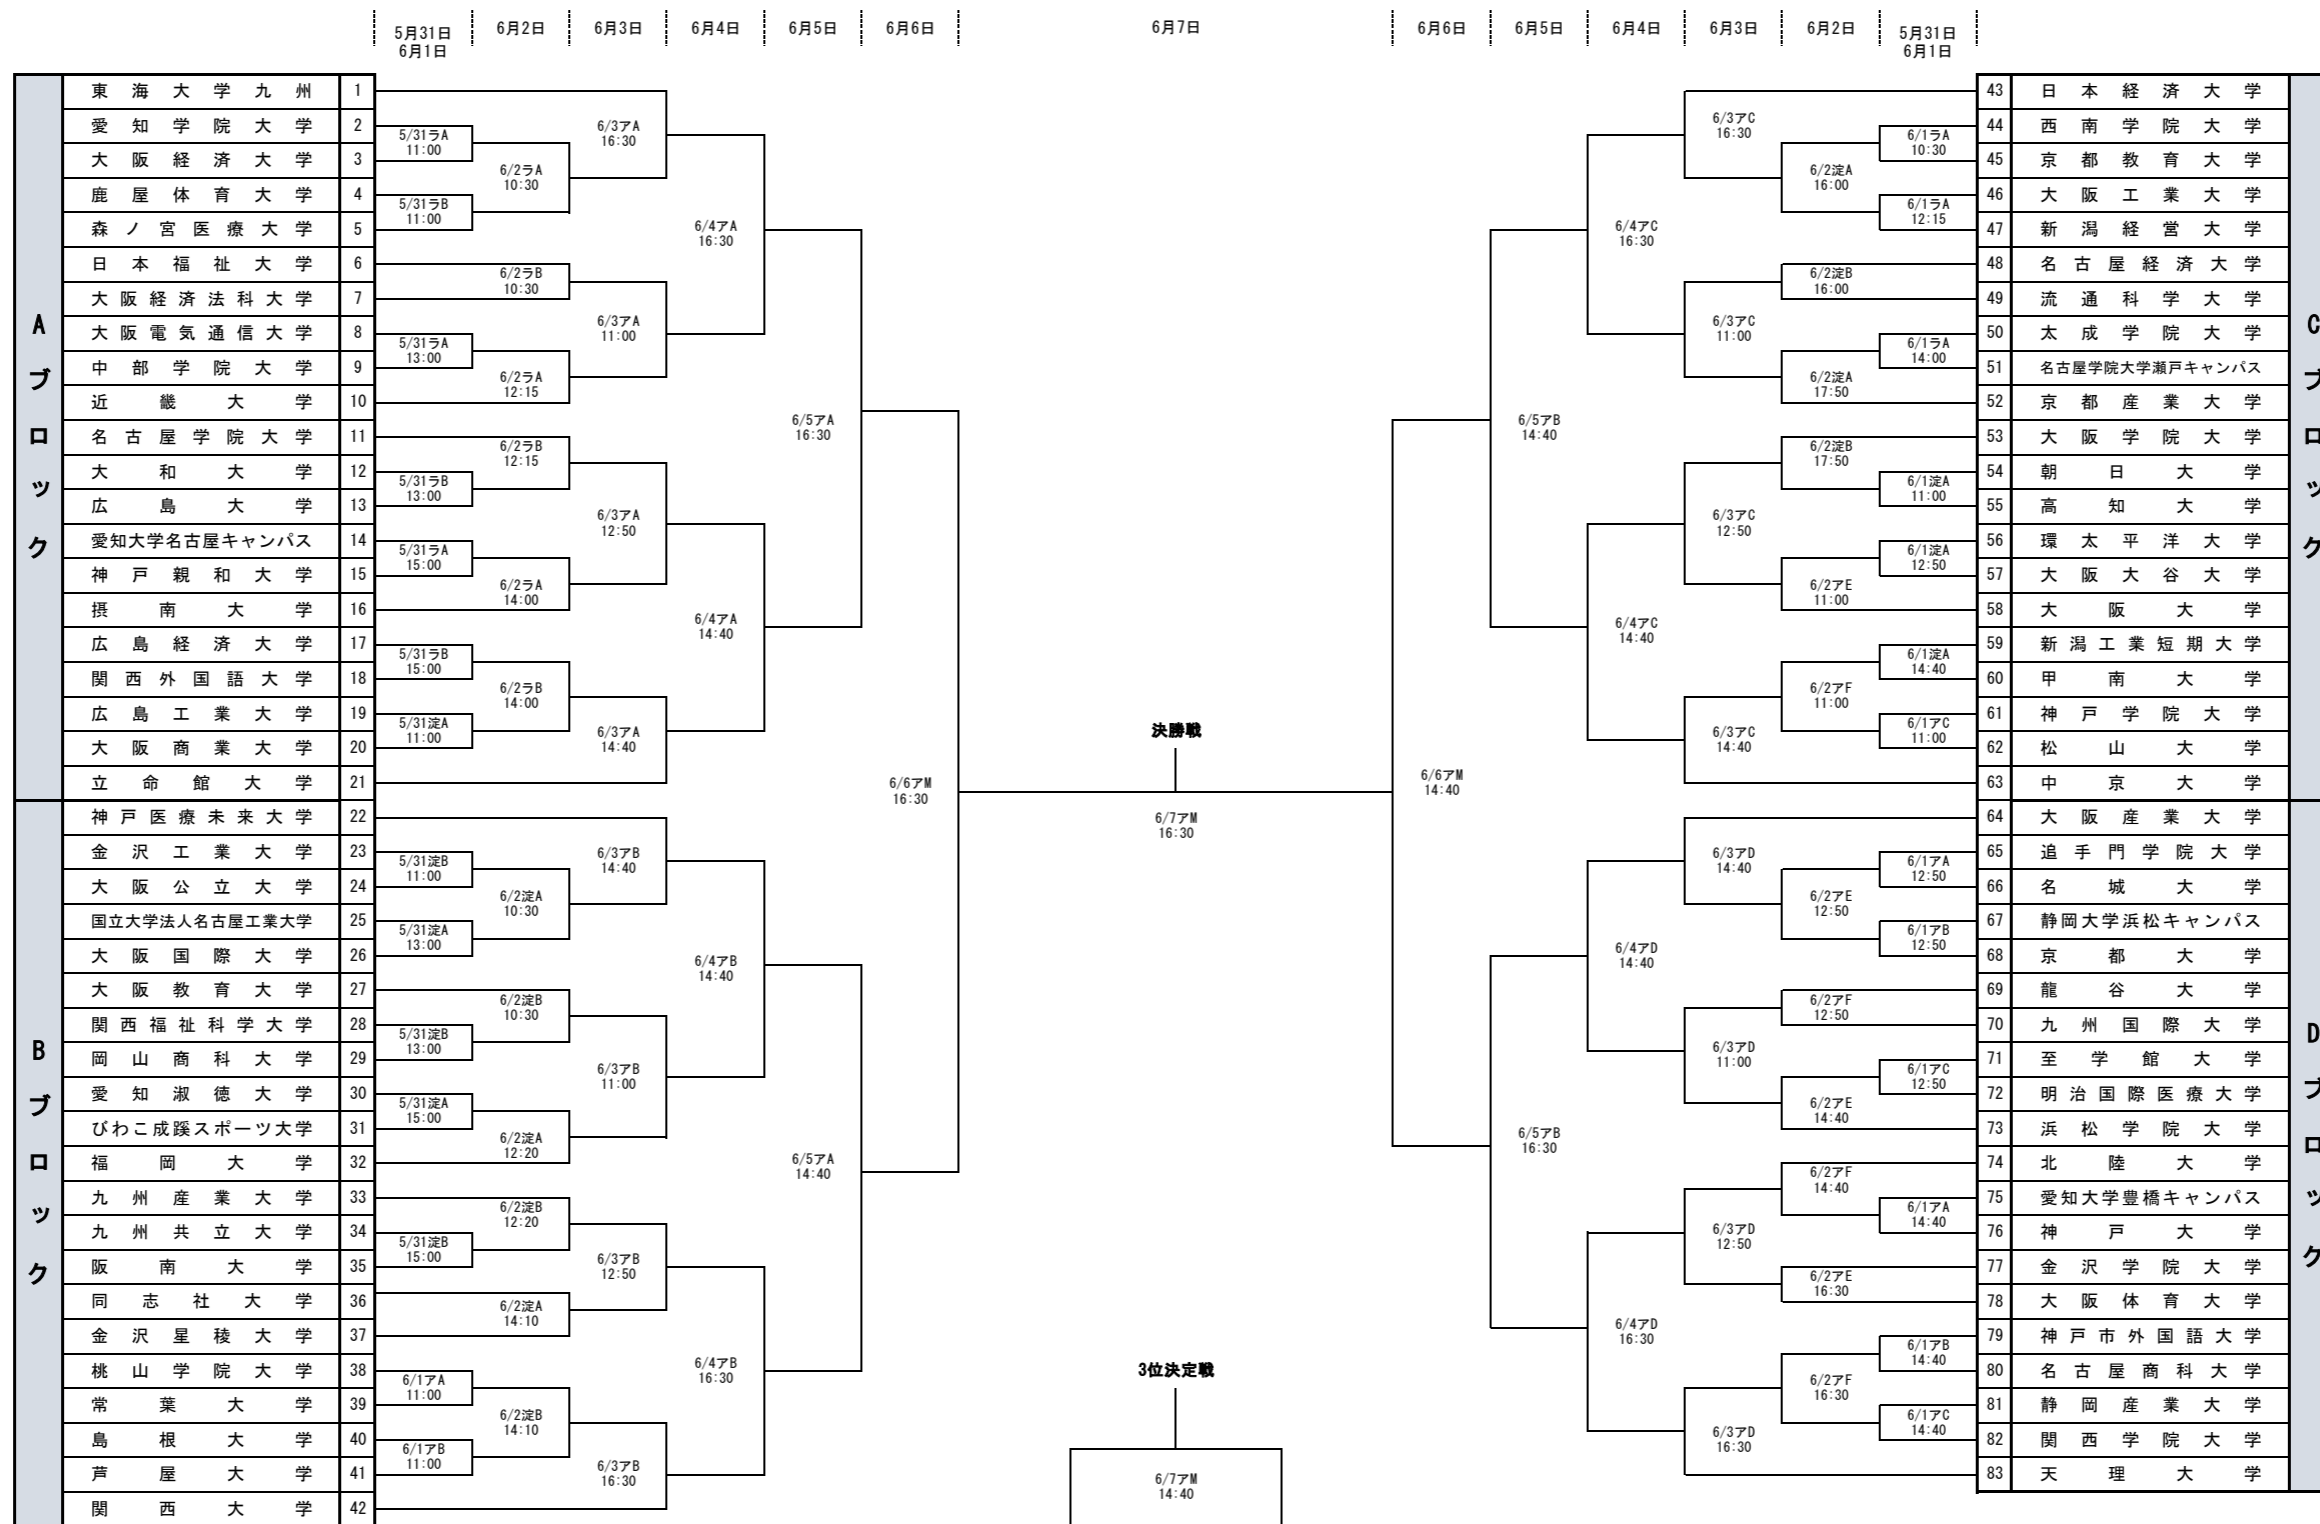 5月31日
6月1日
6月2日
6月3日
6月4日
6月5日
6月6日
6月7日
6月6日
6月5日
6月4日
6月3日
6月2日
5月31日
6月1日
Aブロック
東海大学九州 1
愛知学院大学 2
大阪経済大学 3
鹿屋体育大学 4
森ノ宮医療大学 5
日本福祉大学 6
大阪経済法科大学 7
大阪電気通信大学 8
中部学院大学 9
近畿大学 10
名古屋学院大学 11
大和大学 12
広島大学 13
愛知大学名古屋キャンパス 14
神戸親和大学 15
摂南大学 16
広島経済大学 17
関西外国語大学 18
広島工業大学 19
大阪商業大学 20
立命館大学 21
Bブロック
神戸医療未来大学 22
金沢工業大学 23
大阪公立大学 24
国立大学法人名古屋工業大学 25
大阪国際大学 26
大阪教育大学 27
関西福祉科学大学 28
岡山商科大学 29
愛知淑徳大学 30
びわこ成蹊スポーツ大学 31
福岡大学 32
九州産業大学 33
九州共立大学 34
阪南大学 35
同志社大学 36
金沢星稜大学 37
桃山学院大学 38
常葉大学 39
島根大学 40
芦屋大学 41
関西大学 42
5/31ラA
11:00
5/31ラB
11:00
5/31ラA
13:00
5/31ラB
13:00
5/31ラA
15:00
5/31ラB
15:00
5/31淀A
11:00
5/31淀B
11:00
5/31淀A
13:00
5/31淀B
13:00
5/31淀A
15:00
5/31淀B
15:00
6/1アA
11:00
6/1アB
11:00
6/2ラA
10:30
6/2ラB
10:30
6/2ラA
12:15
6/2ラB
12:15
6/2ラA
14:00
6/2ラB
14:00
6/2淀A
10:30
6/2淀B
10:30
6/2淀A
12:20
6/2淀B
12:20
6/2淀A
14:10
6/2淀B
14:10
6/3アA
16:30
6/3アA
11:00
6/3アA
12:50
6/3アA
14:40
6/3アB
14:40
6/3アB
11:00
6/3アB
12:50
6/3アB
16:30
6/4アA
16:30
6/4アA
14:40
6/4アB
14:40
6/4アB
16:30
6/5アA
16:30
6/5アA
14:40
6/6アM
16:30
決勝戦
6/7アM
16:30
3位決定戦
6/7アM
14:40
6/6アM
14:40
6/5アB
14:40
6/5アB
16:30
6/4アC
16:30
6/4アC
14:40
6/4アD
14:40
6/4アD
16:30
6/3アC
16:30
6/3アC
11:00
6/3アC
12:50
6/3アC
14:40
6/3アD
14:40
6/3アD
11:00
6/3アD
12:50
6/3アD
16:30
6/2淀A
16:00
6/2淀B
16:00
6/2淀A
17:50
6/2淀B
17:50
6/2アE
11:00
6/2アF
11:00
6/2アE
12:50
6/2アF
12:50
6/2アE
14:40
6/2アF
14:40
6/2アE
16:30
6/2アF
16:30
6/1ラA
10:30
6/1ラA
12:15
6/1ラA
14:00
6/1淀A
11:00
6/1淀A
12:50
6/1淀A
14:40
6/1アC
11:00
6/1アA
12:50
6/1アB
12:50
6/1アC
12:50
6/1アA
14:40
6/1アB
14:40
6/1アC
14:40
43 日本経済大学
44 西南学院大学
45 京都教育大学
46 大阪工業大学
47 新潟経営大学
48 名古屋経済大学
49 流通科学大学
50 太成学院大学
51 名古屋学院大学瀬戸キャンパス
52 京都産業大学
53 大阪学院大学
54 朝日大学
55 高知大学
56 環太平洋大学
57 大阪大谷大学
58 大阪大学
59 新潟工業短期大学
60 甲南大学
61 神戸学院大学
62 松山大学
63 中京大学
Cブロック
64 大阪産業大学
65 追手門学院大学
66 名城大学
67 静岡大学浜松キャンパス
68 京都大学
69 龍谷大学
70 九州国際大学
71 至学館大学
72 明治国際医療大学
73 浜松学院大学
74 北陸大学
75 愛知大学豊橋キャンパス
76 神戸大学
77 金沢学院大学
78 大阪体育大学
79 神戸市外国語大学
80 名古屋商科大学
81 静岡産業大学
82 関西学院大学
83 天理大学
Dブロック